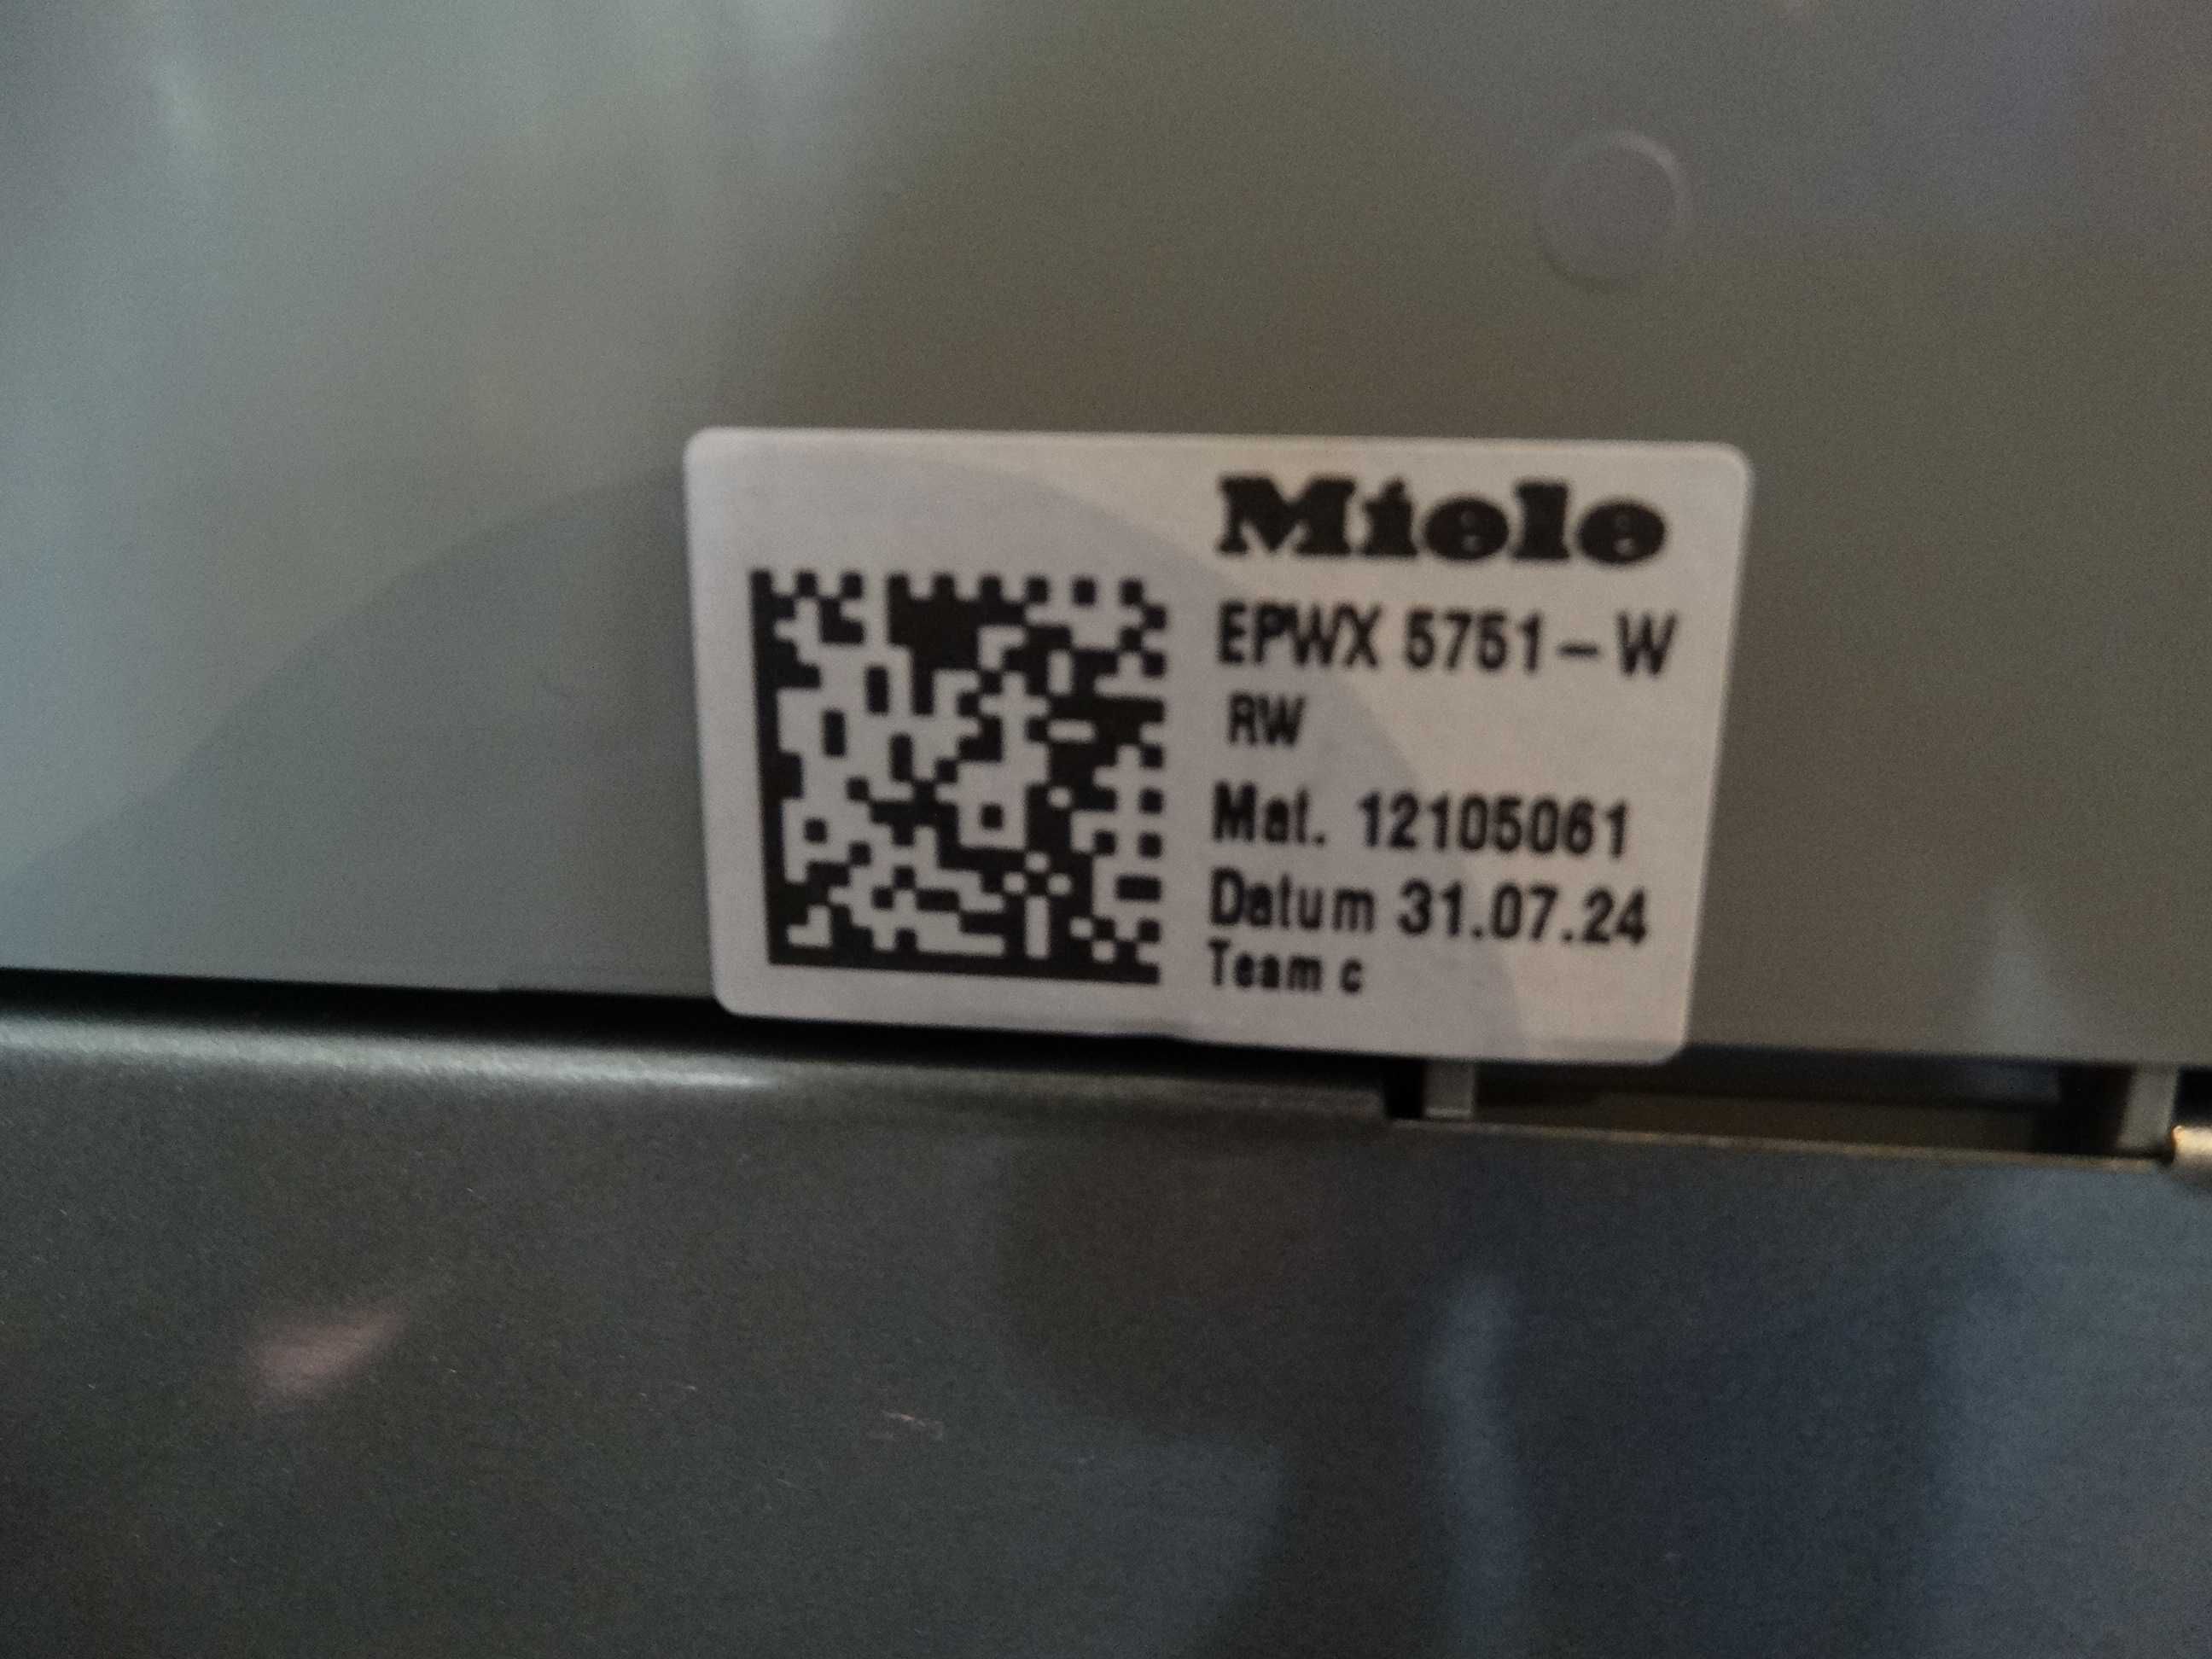 Miele
EPWX 5751-W
RW
Mat. 12105061
Datum 31.07.24
Team c